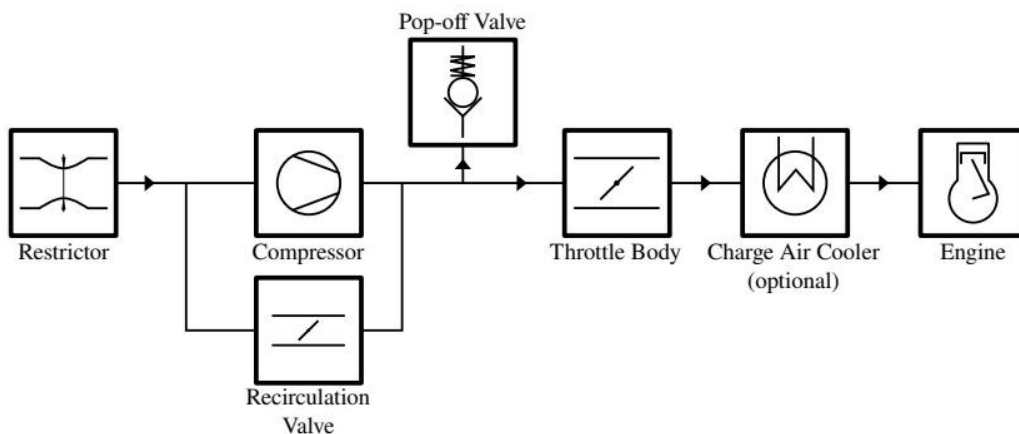 Pop-off Valve
Restrictor
Compressor
Throttle Body
Charge Air Cooler
(optional)
Engine
Recirculation
Valve